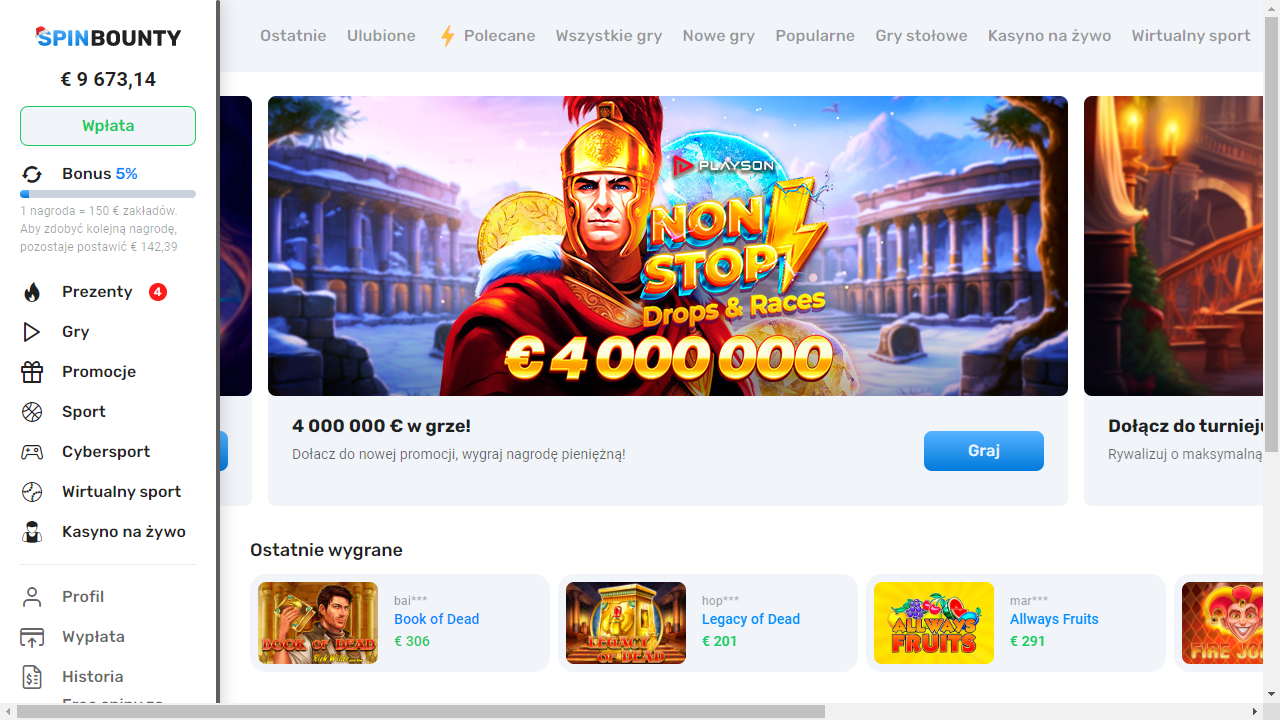 SPINBOUNTY
€ 9 673,14
Wpłata
Bonus 5%
1 nagroda = 150 € zakładów.
Aby zdobyć kolejną nagrodę,
pozostaje postawić € 142,39
Prezenty 4
Gry
Promocje
Sport
Cybersport
Wirtualny sport
Kasyno na żywo
Profil
Wypłata
Historia
Ostatnie Ulubione Polecane Wszystkie gry Nowe gry Popularne Gry stołowe Kasyno na żywo Wirtualny sport
PLAYSON
NON
STOP
Drops & Races
€ 4 000 000
4 000 000 € w grze!
Dołącz do nowej promocji, wygraj nagrodę pieniężną!
Graj
Dołącz do turnieju
Rywalizuj o maksymalną
Ostatnie wygrane
BOOK OF DEAD
bai***
Book of Dead
€ 306
LEGACY OF DEAD
hop***
Legacy of Dead
€ 201
ALLWAYS
FRUITS
mar***
Allways Fruits
€ 291
FIRE JO